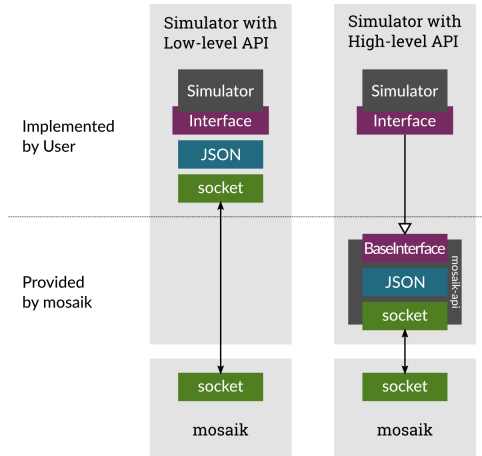 Simulator with
Low-level API
Simulator with
High-level API
Simulator
Interface
JSON
socket
Simulator
Interface
Implemented
by User
Provided
by mosaik
BaseInterface
JSON
socket
mosaik-api
socket
mosaik
socket
mosaik